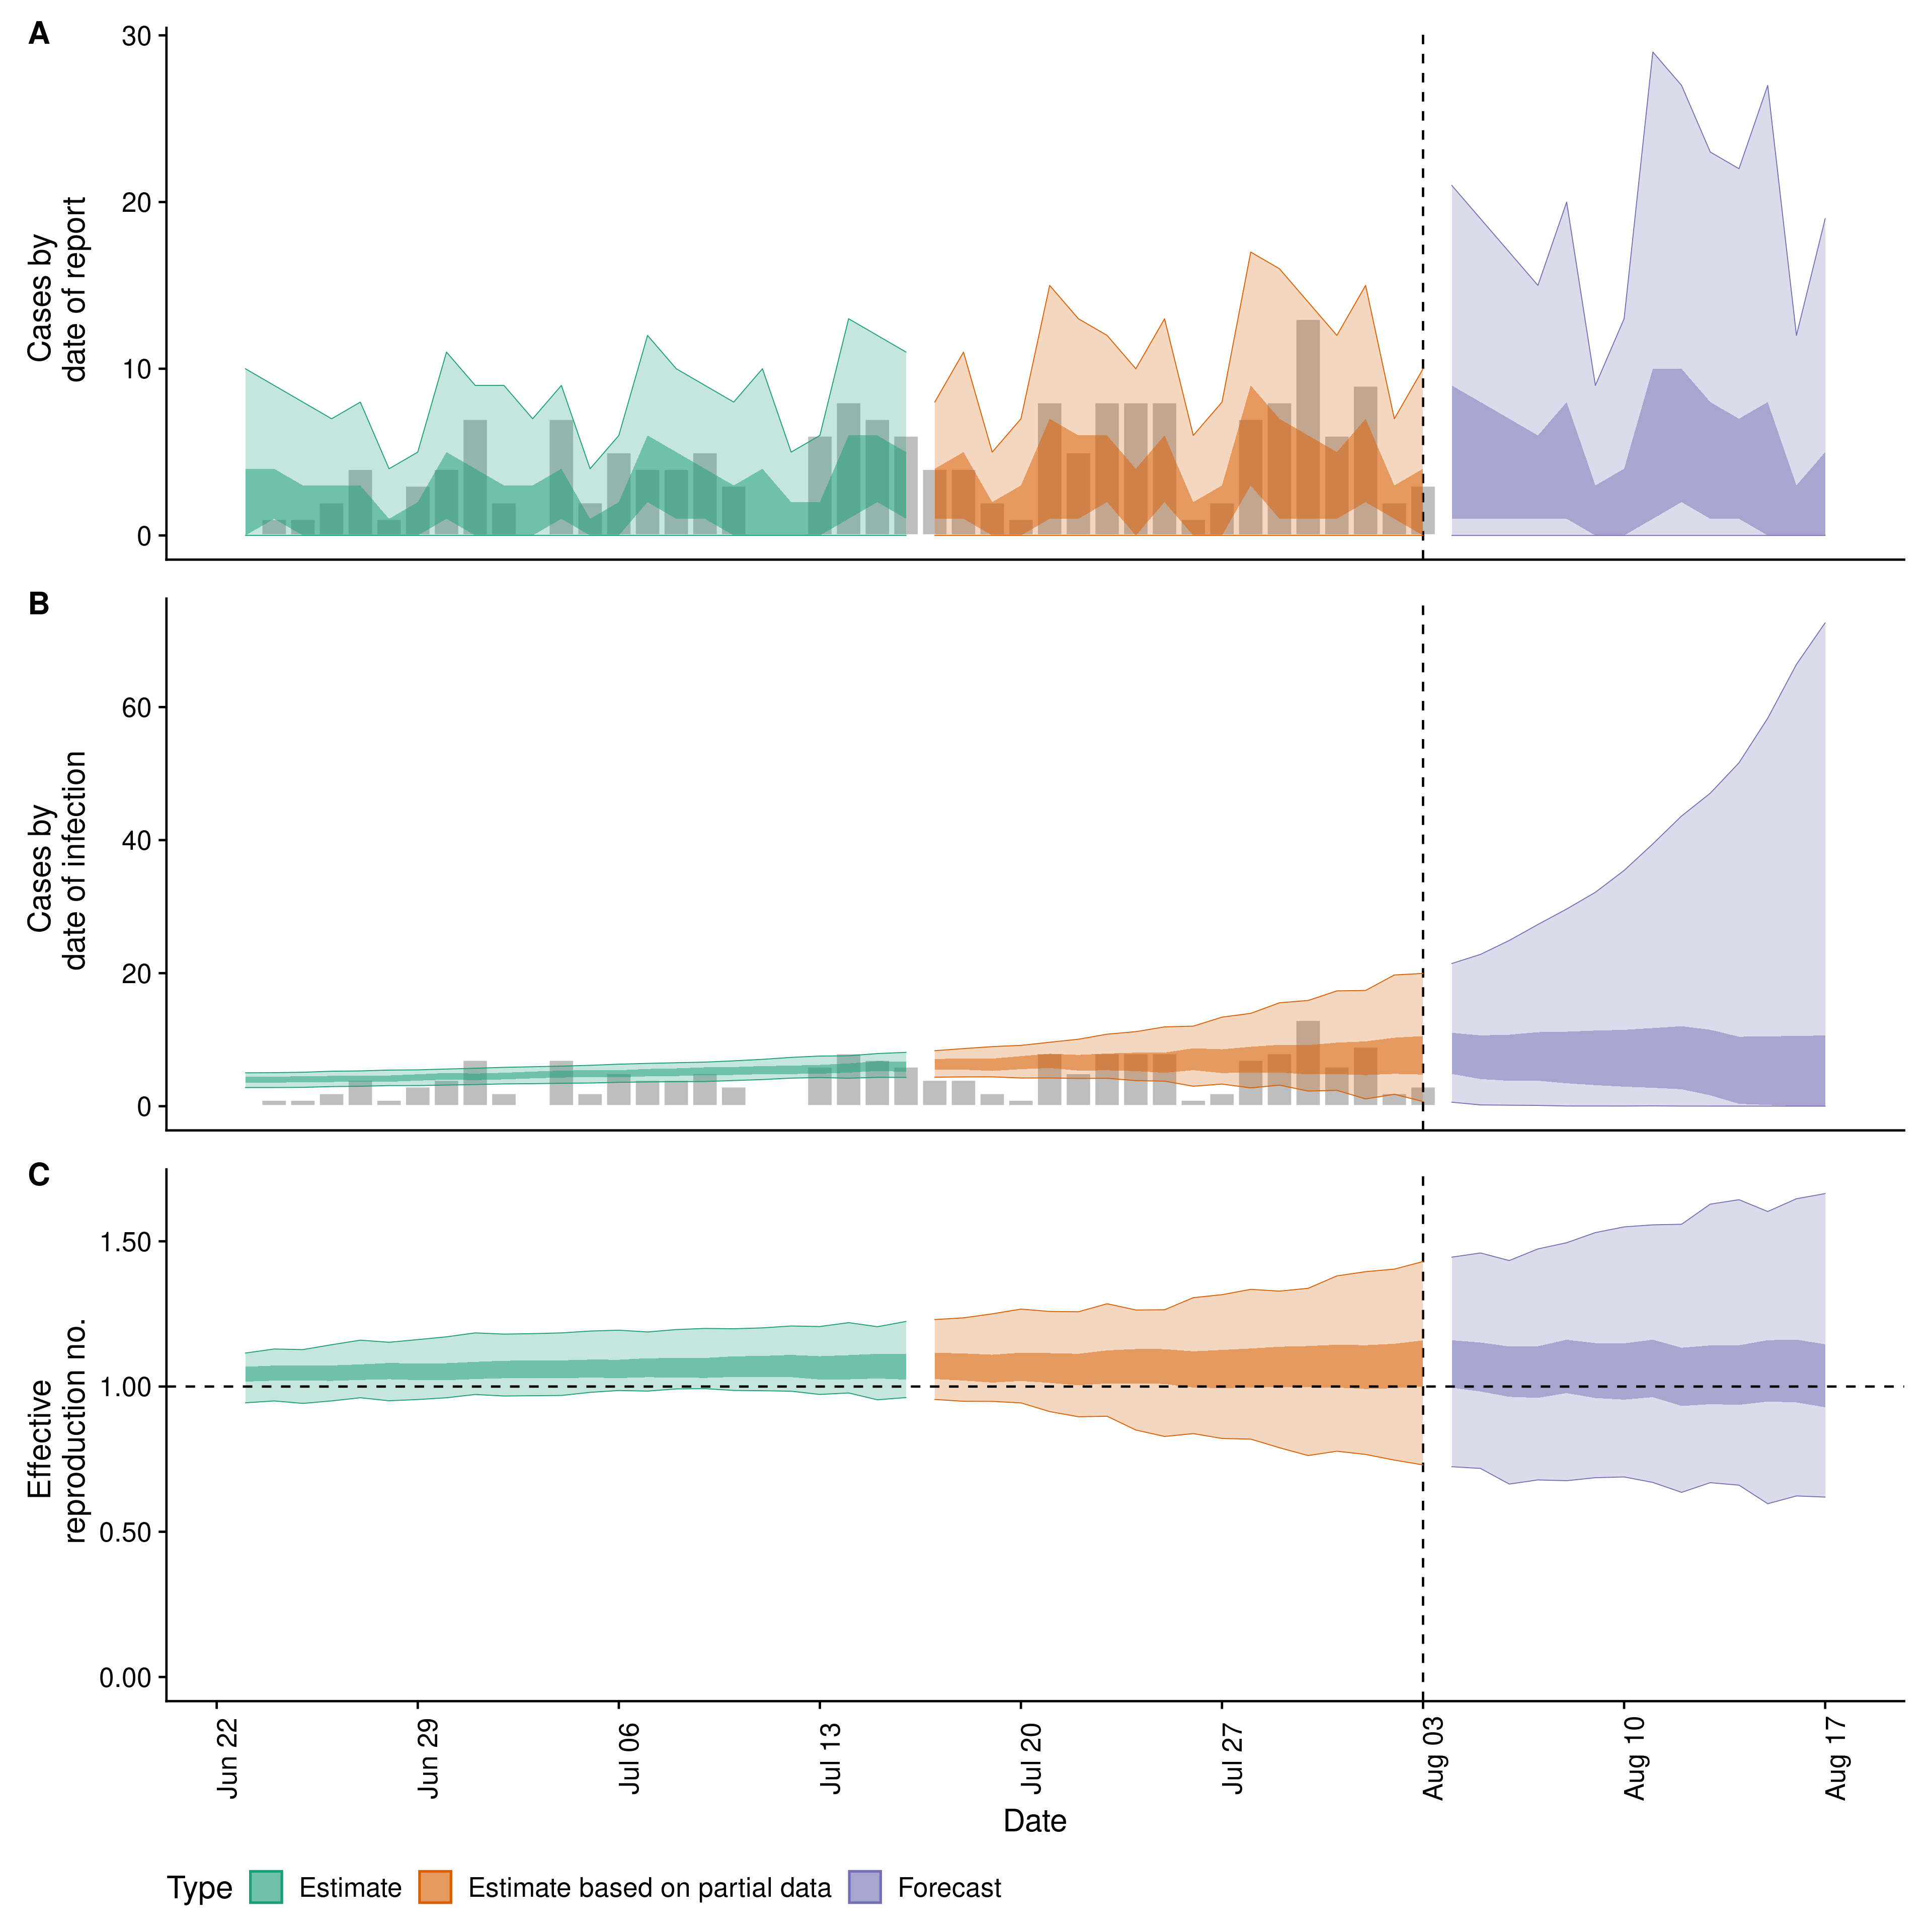 A
Cases by
date of report
30
20
10
0
B
Cases by
date of infection
60
40
20
0
C
Effective
reproduction no.
1.50
1.00
0.50
0.00
Jun 22
Jun 29
Jul 06
Jul 13
Jul 20
Jul 27
Aug 03
Aug 10
Aug 17
Date
Type Estimate Estimate based on partial data Forecast